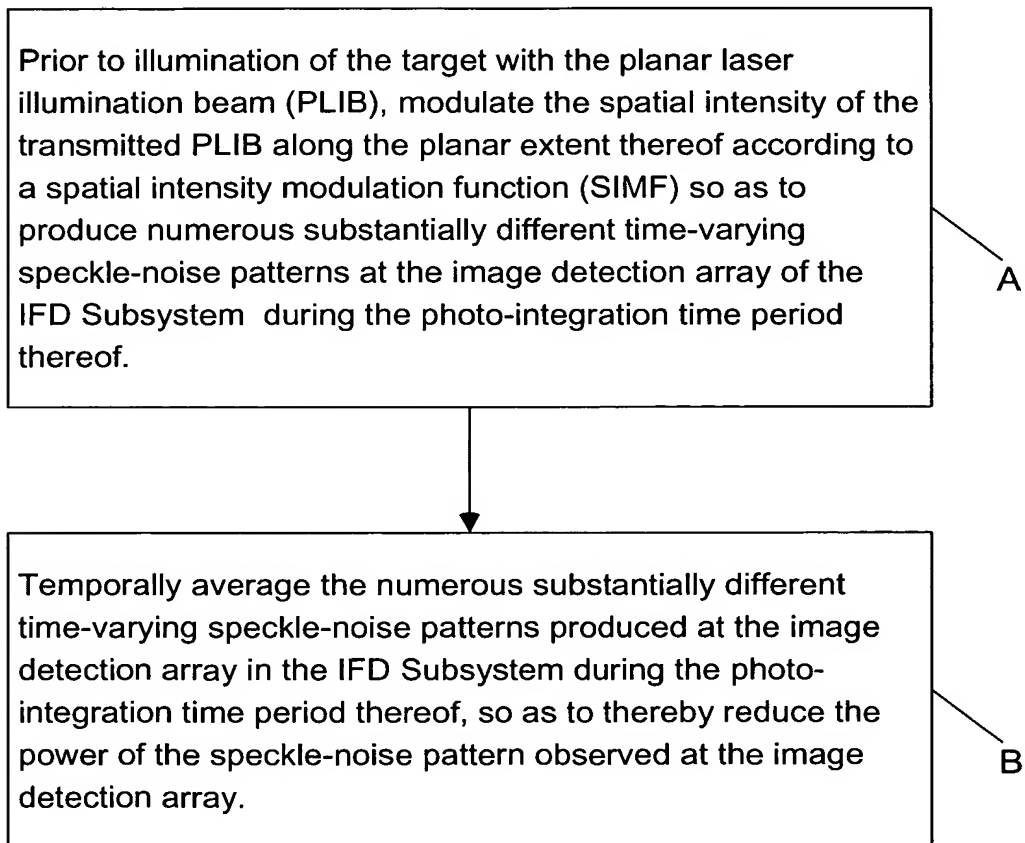 Prior to illumination of the target with the planar laser
illumination beam (PLIB), modulate the spatial intensity of the
transmitted PLIB along the planar extent thereof according to
a spatial intensity modulation function (SIMF) so as to
produce numerous substantially different time-varying
speckle-noise patterns at the image detection array of the
IFD Subsystem during the photo-integration time period
thereof.
A
Temporally average the numerous substantially different
time-varying speckle-noise patterns produced at the image
detection array in the IFD Subsystem during the photo-
integration time period thereof, so as to thereby reduce the
power of the speckle-noise pattern observed at the image
detection array.
B